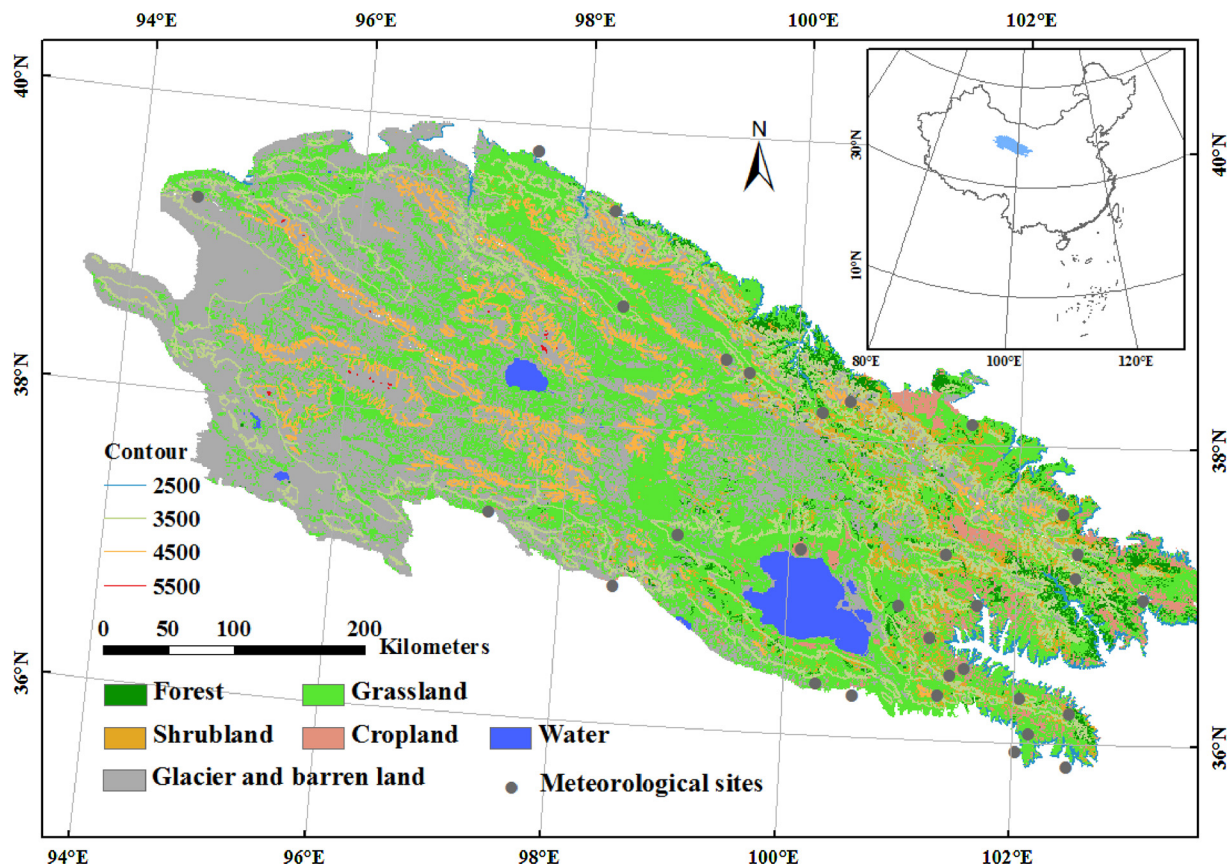 94°E 96°E 98°E 100°E 102°E
40°N
40°N
N
30°N
10°N
80°E 100°E 120°E
38°N
38°N
Contour
2500
3500
4500
5500
0 50 100 200
Kilometers
36°N
36°N
Forest Grassland
Shrubland Cropland Water
Glacier and barren land Meteorological sites
94°E 96°E 98°E 100°E 102°E